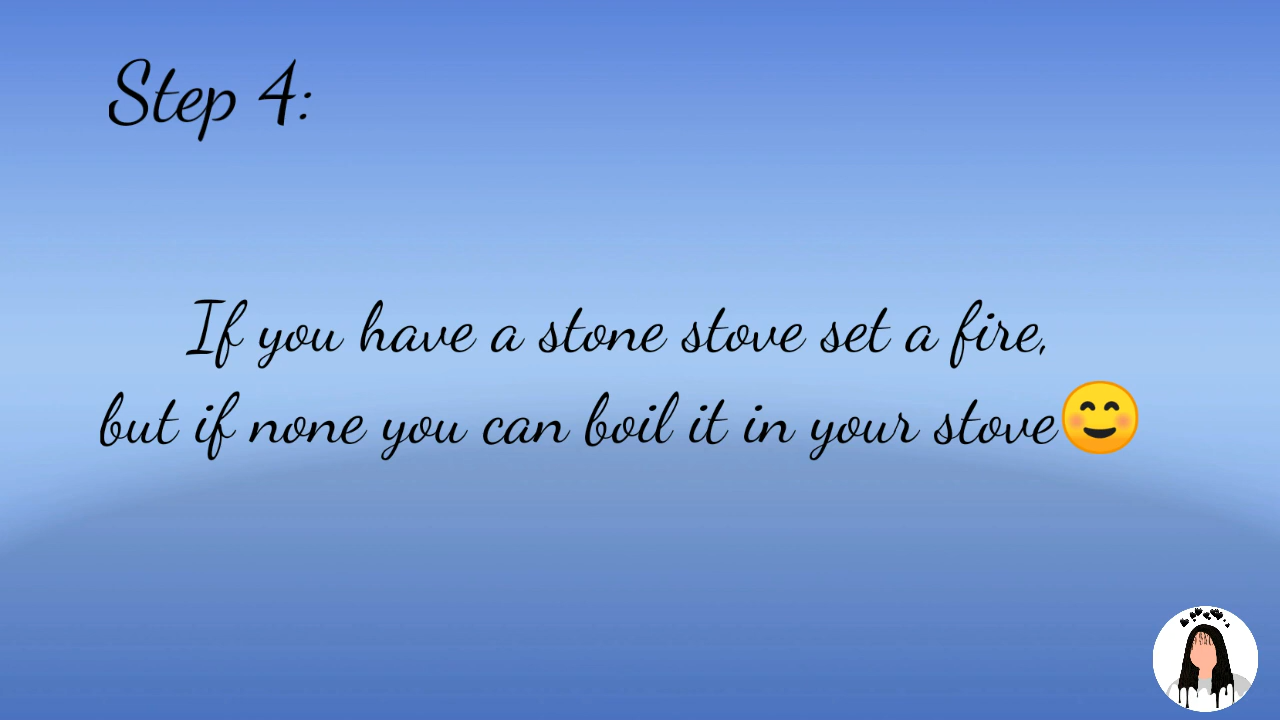 Step 4:
If you have a stone stove set a fire,
but if none you can boil it in your stove😊